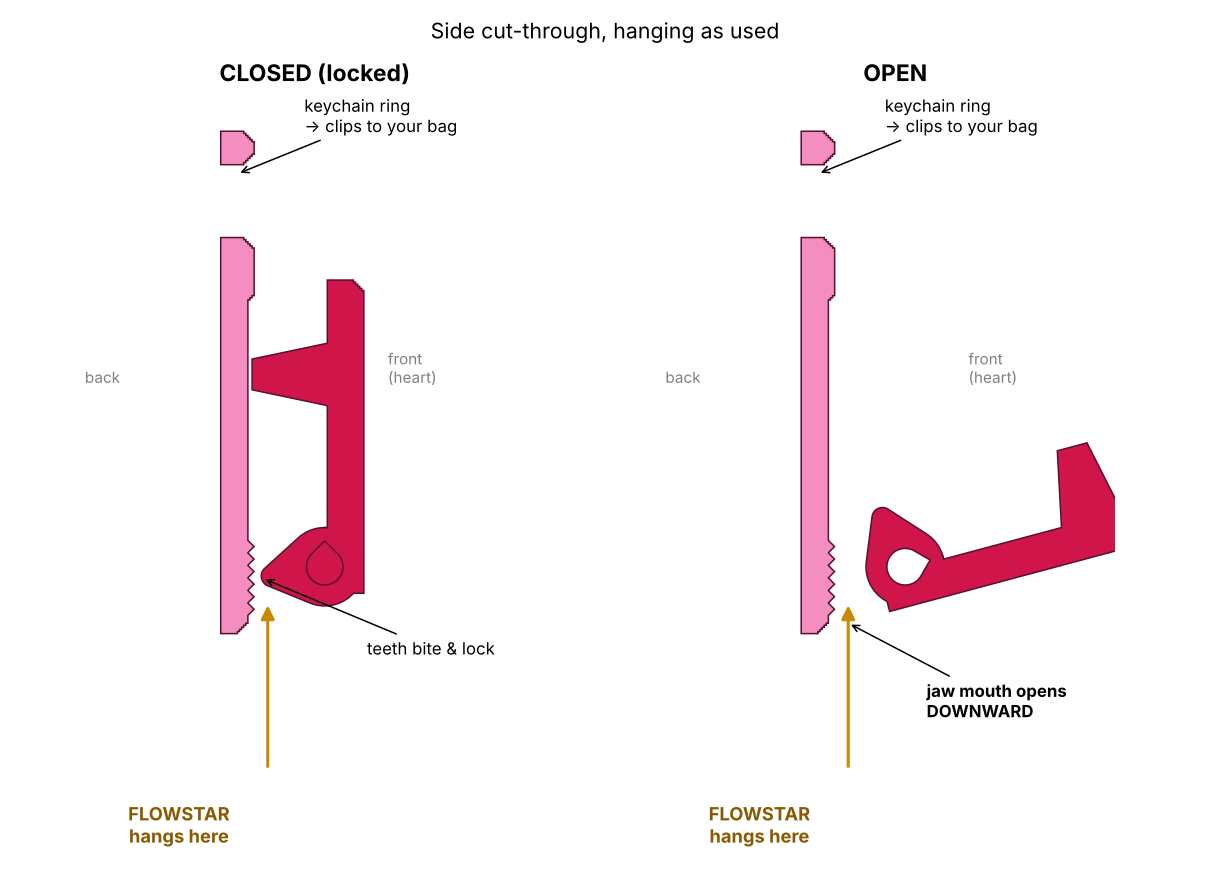 Side cut-through, hanging as used
CLOSED (locked)
keychain ring
→ clips to your bag
back
front
(heart)
teeth bite & lock
FLOWSTAR
hangs here
OPEN
keychain ring
→ clips to your bag
back
front
(heart)
jaw mouth opens
DOWNWARD
FLOWSTAR
hangs here